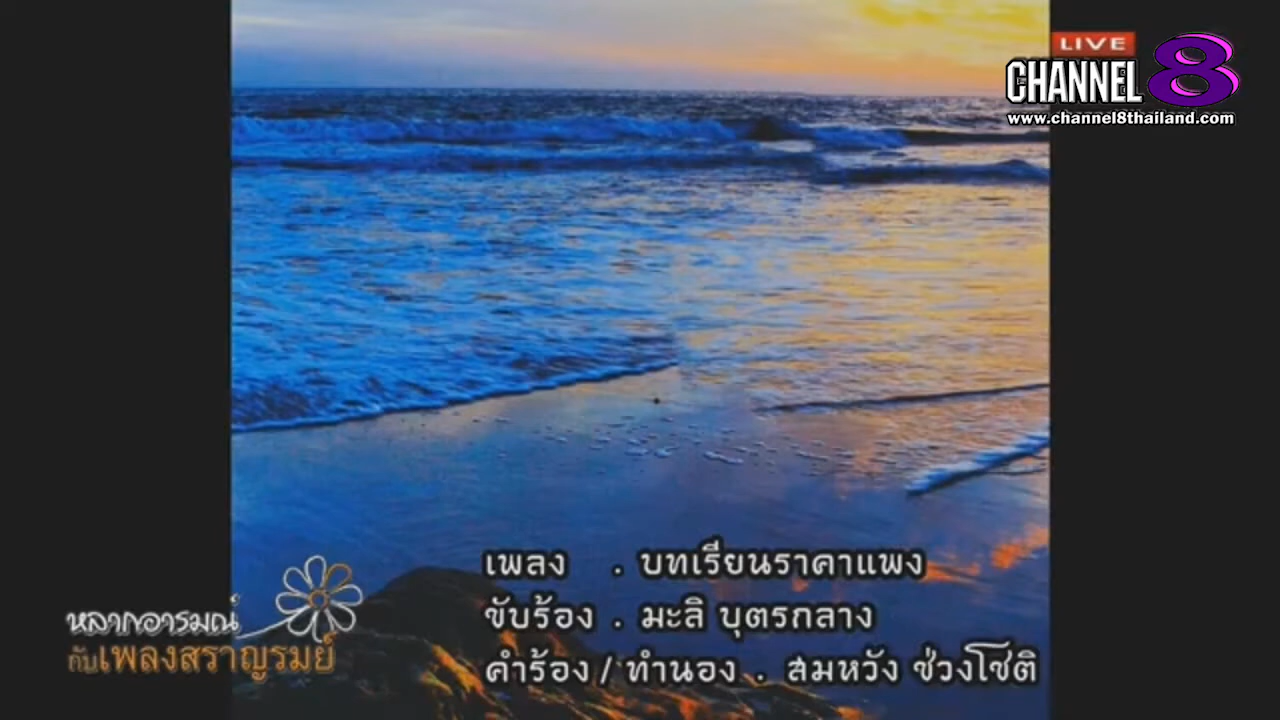 LIVE
CHANNEL 8
www.channel8thailand.com
เพลง . บทเรียนราคาแพง
ขับร้อง . มะลิ บุตรกลาง
คำร้อง / ทำนอง . สมหวัง ช่วงโชติ
หลากอารมณ์
กับเพลงสราญรมย์